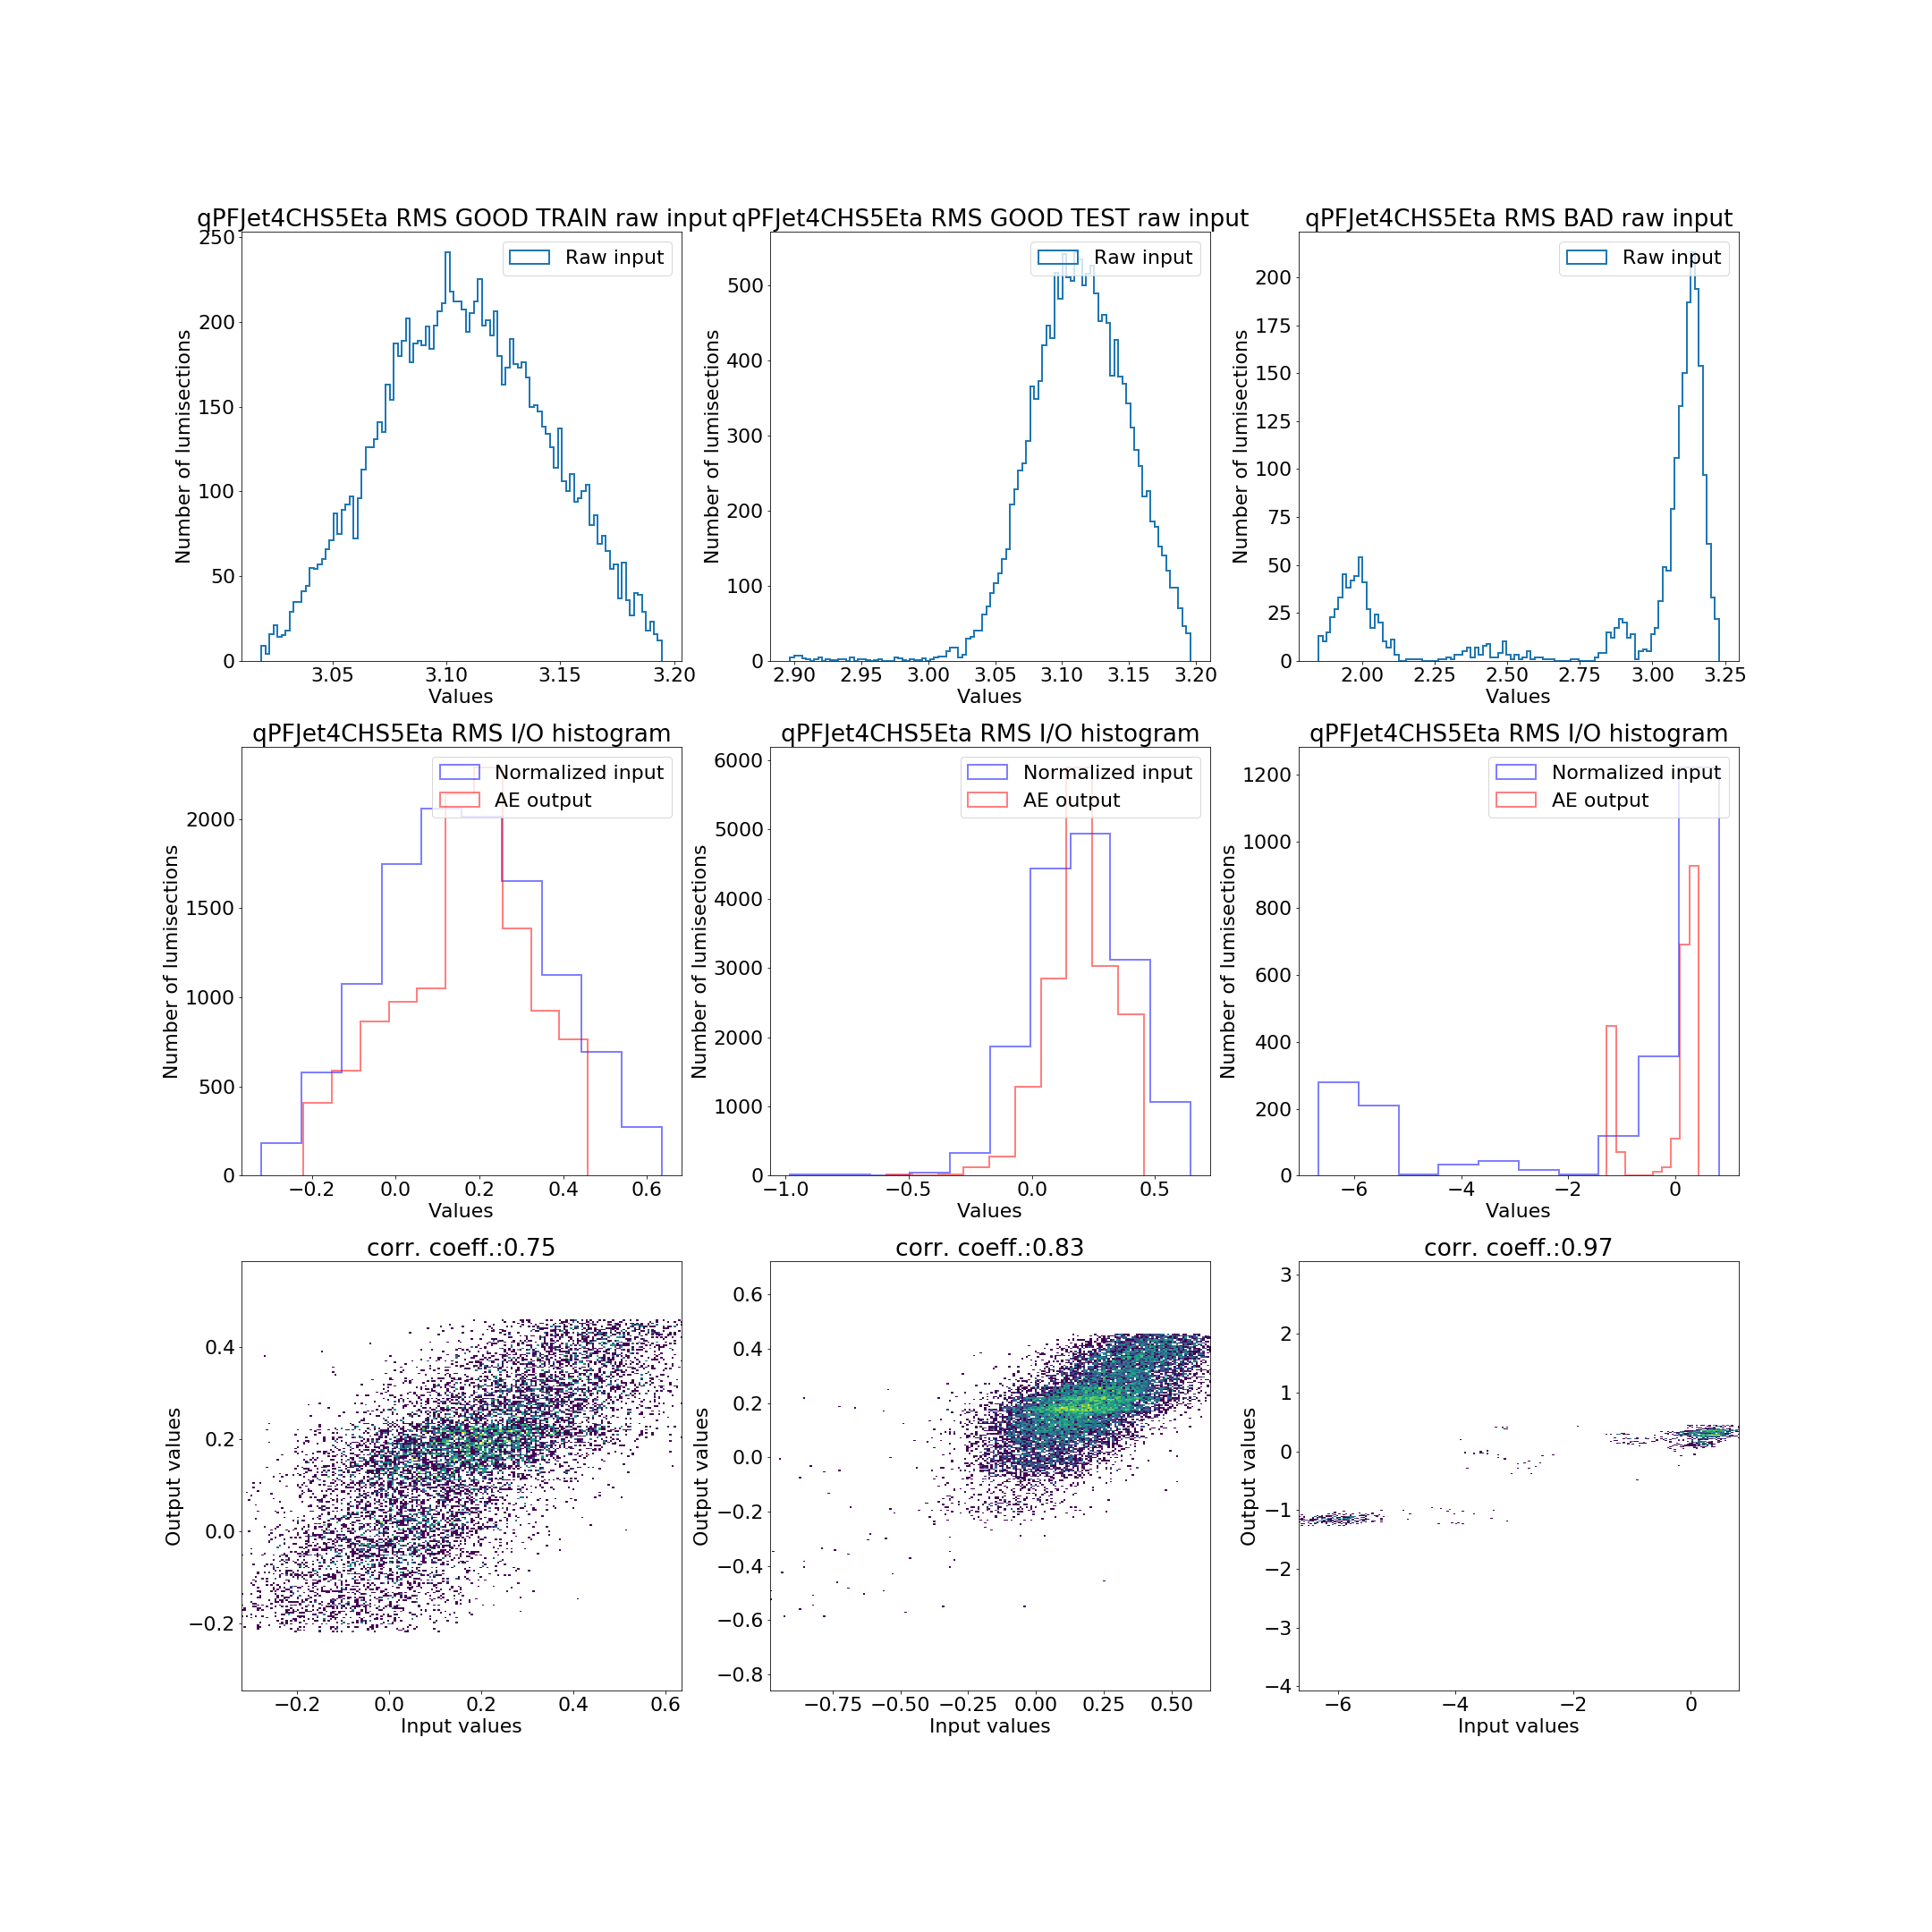 qPFJet4CHS5Eta RMS GOOD TRAIN raw input
250
200
150
100
50
0
Number of lumisections
Raw input
3.05 3.10 3.15 3.20
Values
qPFJet4CHS5Eta RMS GOOD TEST raw input
500
400
300
200
100
0
Number of lumisections
Raw input
2.90 2.95 3.00 3.05 3.10 3.15 3.20
Values
qPFJet4CHS5Eta RMS BAD raw input
200
175
150
125
100
75
50
25
0
Number of lumisections
Raw input
2.00 2.25 2.50 2.75 3.00 3.25
Values
qPFJet4CHS5Eta RMS I/O histogram
2000
1500
1000
500
0
Number of lumisections
Normalized input
AE output
−0.2 0.0 0.2 0.4 0.6
Values
qPFJet4CHS5Eta RMS I/O histogram
6000
5000
4000
3000
2000
1000
0
Number of lumisections
Normalized input
AE output
−1.0 −0.5 0.0 0.5
Values
qPFJet4CHS5Eta RMS I/O histogram
1200
1000
800
600
400
200
0
Number of lumisections
Normalized input
AE output
−6 −4 −2 0
Values
corr. coeff.:0.75
0.4
0.2
0.0
−0.2
Output values
−0.2 0.0 0.2 0.4 0.6
Input values
corr. coeff.:0.83
0.6
0.4
0.2
0.0
−0.2
−0.4
−0.6
−0.8
Output values
−0.75 −0.50 −0.25 0.00 0.25 0.50
Input values
corr. coeff.:0.97
3
2
1
0
−1
−2
−3
−4
Output values
−6 −4 −2 0
Input values